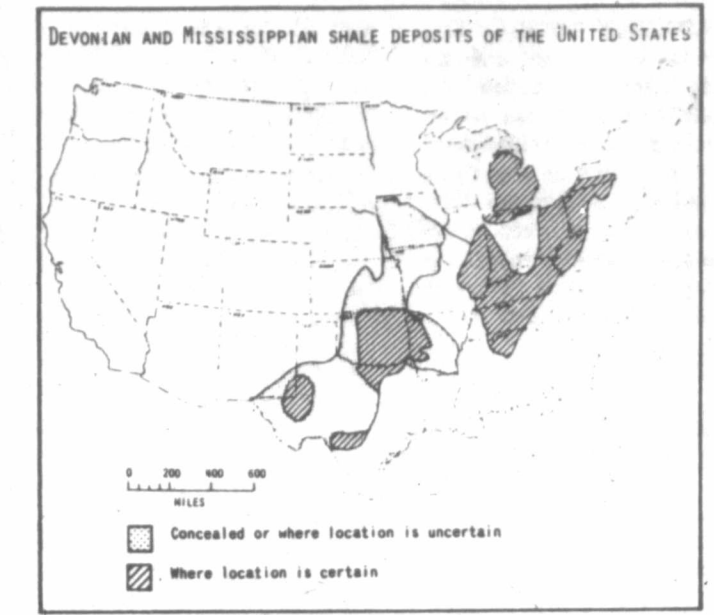 DEVONIAN AND MISSISSIPPIAN SHALE DEPOSITS OF THE UNITED STATES
0 200 400 600
MILES
Concealed or where location is uncertain
Where location is certain